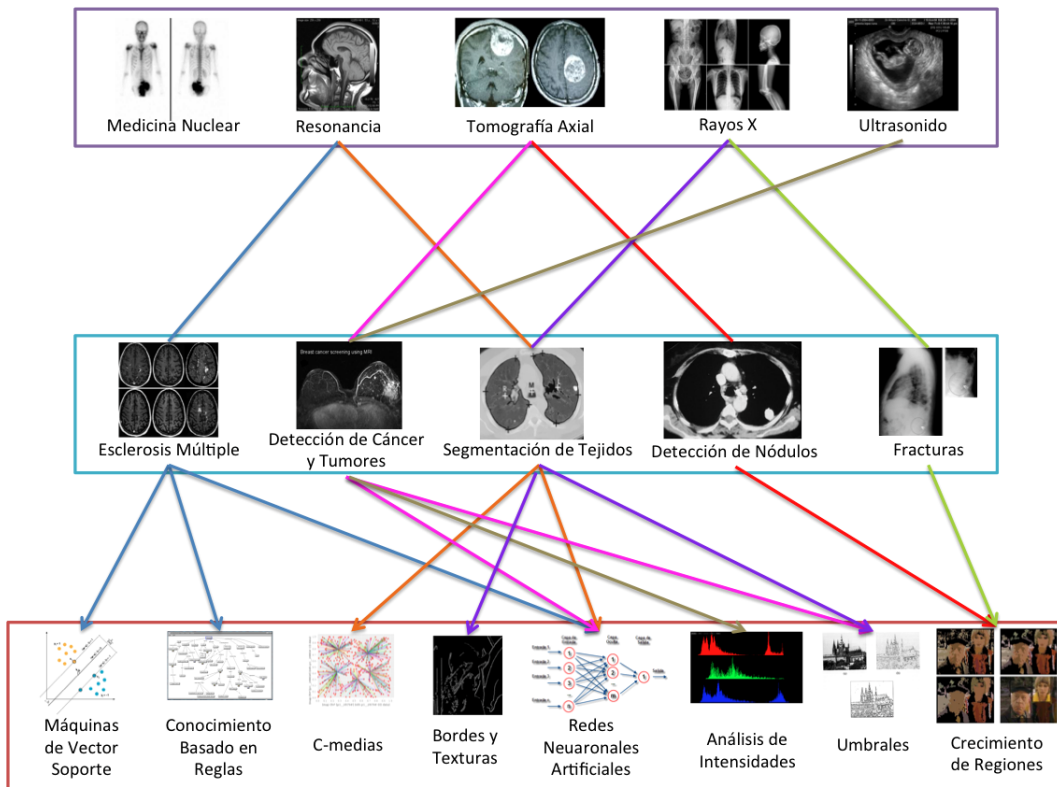 Medicina Nuclear
Resonancia
Tomografía Axial
Rayos X
Ultrasonido
Breast cancer screening using MRI
Esclerosis Múltiple
Detección de Cáncer
y Tumores
Segmentación de Tejidos
Detección de Nódulos
Fracturas
Máquinas
de Vector
Soporte
Conocimiento
Basado en
Reglas
C-medias
Bordes y
Texturas
Redes
Neuaronales
Artificiales
Análisis de
Intensidades
Umbrales
Crecimiento
de Regiones